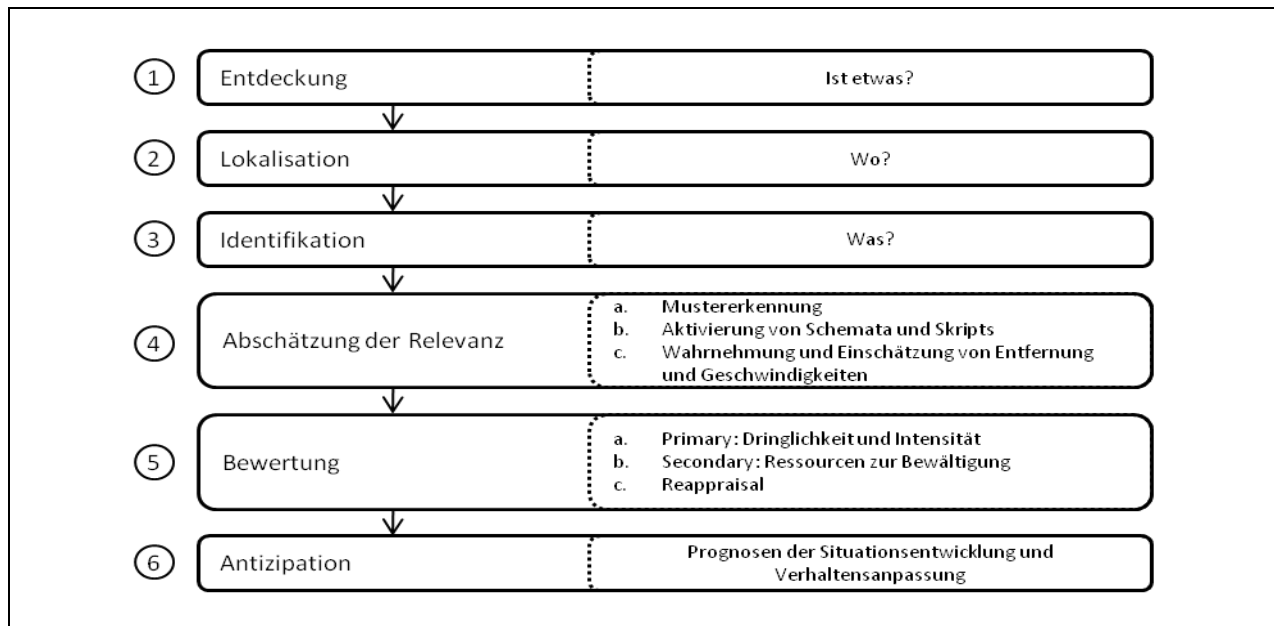 1 Entdeckung Ist etwas?
2 Lokalisation Wo?
3 Identifikation Was?
4 Abschätzung der Relevanz
a. Mustererkennung
b. Aktivierung von Schemata und Skripts
c. Wahrnehmung und Einschätzung von Entfernung
und Geschwindigkeiten
5 Bewertung
a. Primary: Dringlichkeit und Intensität
b. Secondary: Ressourcen zur Bewältigung
c. Reappraisal
6 Antizipation
Prognosen der Situationsentwicklung und
Verhaltensanpassung